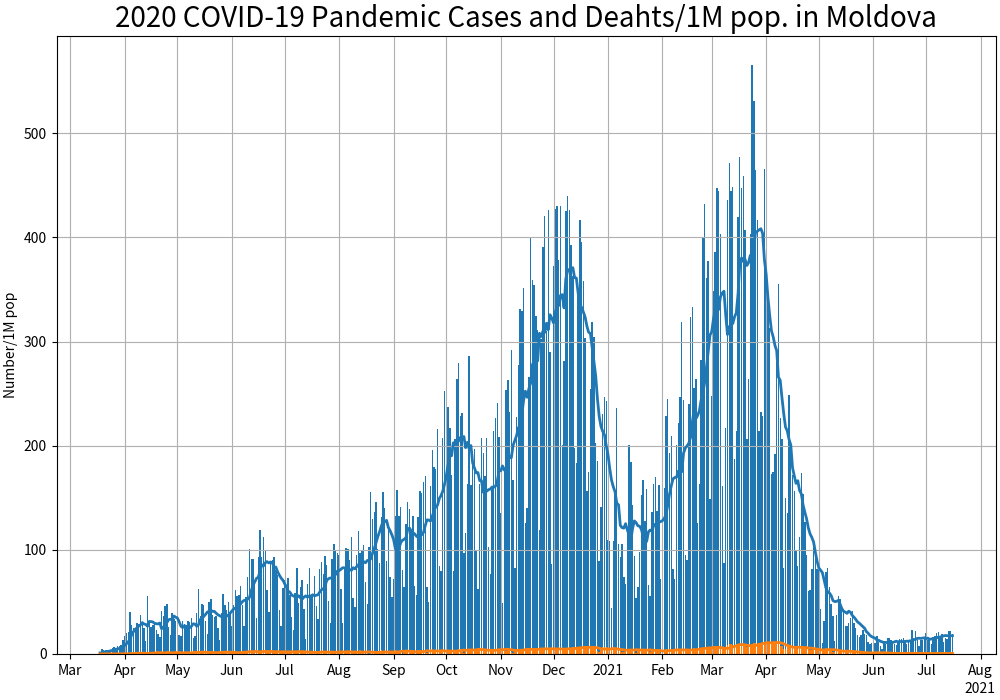 2020 COVID-19 Pandemic Cases and Deahts/1M pop. in Moldova
Number/1M pop
500
400
300
200
100
0
Mar Apr May Jun Jul Aug Sep Oct Nov Dec 2021 Feb Mar Apr May Jun Jul Aug
2021